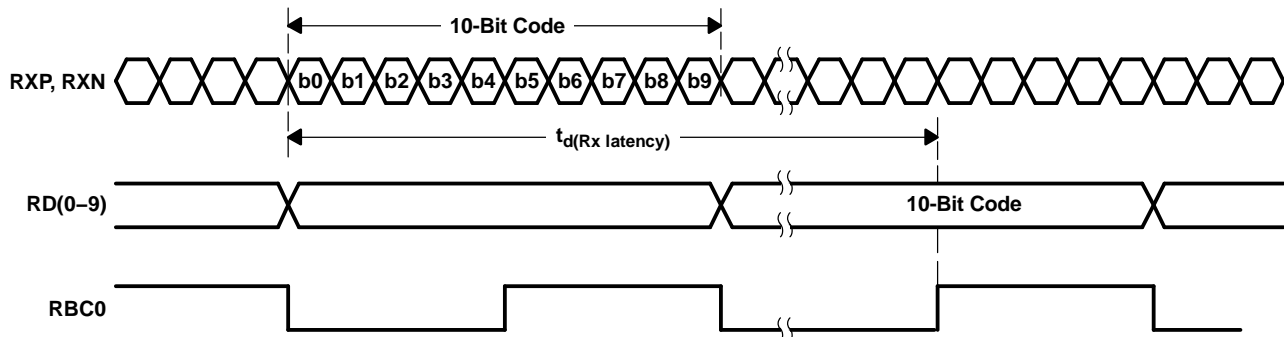 10-Bit Code
RXP, RXN
b0 b1 b2 b3 b4 b5 b6 b7 b8 b9
td(Rx latency)
RD(0–9)
10-Bit Code
RBC0